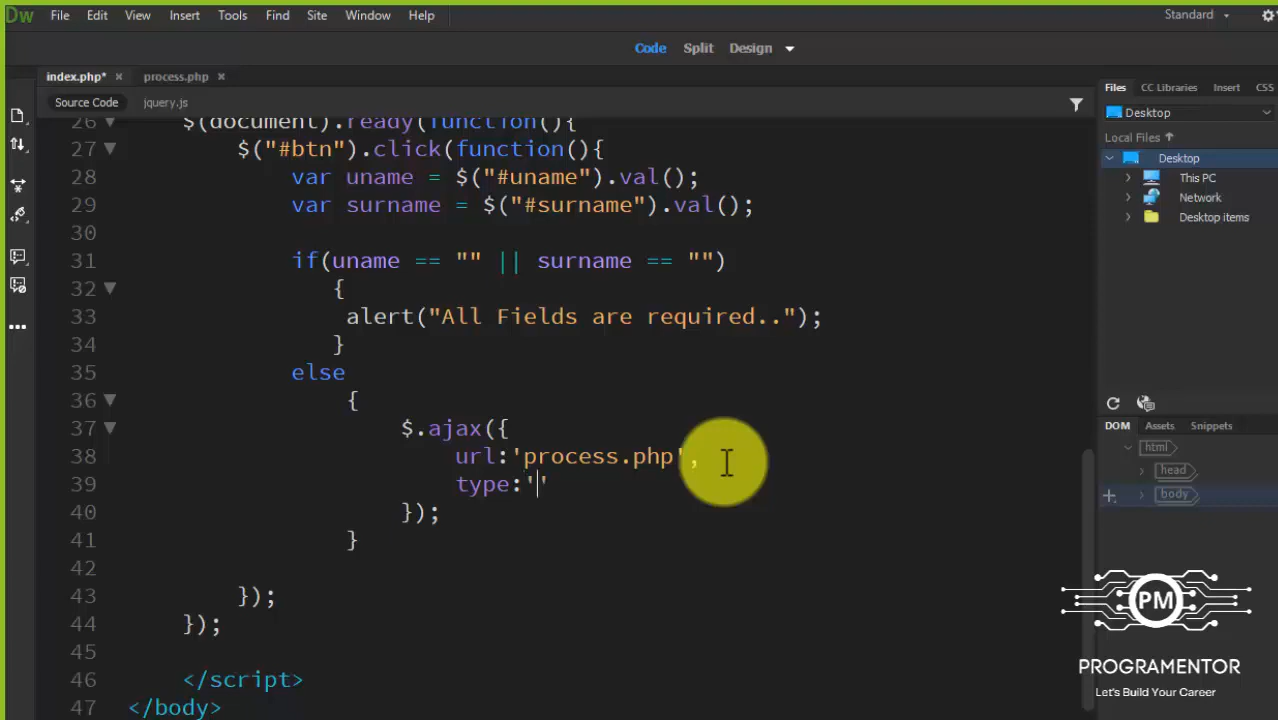 Dw File Edit View Insert Tools Find Site Window Help Standard
Code Split Design
index.php* × process.php ×
Source Code jquery.js
26 $(document).ready(function(){
27 $("#btn").click(function(){
28 var uname = $("#uname").val();
29 var surname = $("#surname").val();
30
31 if(uname == "" || surname == "")
32 {
33 alert("All Fields are required..");
34 }
35 else
36 {
37 $.ajax({
38 url:'process.php',
39 type:''
40 });
41 }
42
43 });
44 });
45
46 </script>
47 </body>
Files CC Libraries Insert CSS
Desktop
Local Files
Desktop
This PC
Network
Desktop items
DOM Assets Snippets
html
head
body
PM
PROGRAMENTOR
Let's Build Your Career